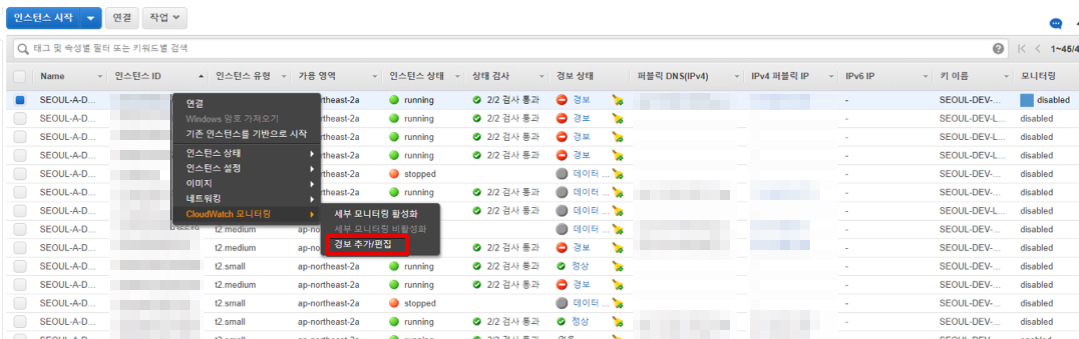 인스턴스 시작 연결 작업
태그 및 속성별 필터 또는 키워드별 검색 1~45/4
Name 인스턴스 ID 인스턴스 유형 가용 영역 인스턴스 상태 상태 검사 경보 상태 퍼블릭 DNS(IPv4) IPv4 퍼블릭 IP IPv6 IP 키 이름 모니터링
SEOUL-A-D... rtheast-2a running 2/2 검사 통과 경보 - SEOUL-DEV-... disabled
SEOUL-A-D... rtheast-2a running 2/2 검사 통과 경보 - SEOUL-DEV-L... disabled
SEOUL-A-D... rtheast-2a running 2/2 검사 통과 경보 - SEOUL-DEV-L... disabled
SEOUL-A-D... rtheast-2a running 2/2 검사 통과 경보 - SEOUL-DEV-L... disabled
SEOUL-A-D... rtheast-2a stopped 데이터 ... - SEOUL-DEV-... disabled
SEOUL-A-D... rtheast-2a running 2/2 검사 통과 데이터 ... - SEOUL-DEV-... disabled
SEOUL-A-D... 2/2 검사 통과 데이터 ... - SEOUL-DEV-L... disabled
SEOUL-A-D... t2.medium ap-no 데이터 ... - SEOUL-DEV-... disabled
SEOUL-A-D... t2.medium ap-no 2/2 검사 통과 경보 - SEOUL-DEV-... disabled
SEOUL-A-D... t2.small ap-northeast-2a running 2/2 검사 통과 정상 - SEOUL-DEV-... disabled
SEOUL-A-D... t2.medium ap-northeast-2a running 2/2 검사 통과 경보 - SEOUL-DEV-... disabled
SEOUL-A-D... t2.small ap-northeast-2a stopped 데이터 ... - SEOUL-DEV-... disabled
SEOUL-A-D... t2.small ap-northeast-2a running 2/2 검사 통과 정상 - SEOUL-DEV-... disabled
연결
Windows 암호 가져오기
기존 인스턴스를 기반으로 시작
인스턴스 상태
인스턴스 설정
이미지
네트워킹
CloudWatch 모니터링
세부 모니터링 활성화
세부 모니터링 비활성화
경보 추가/편집